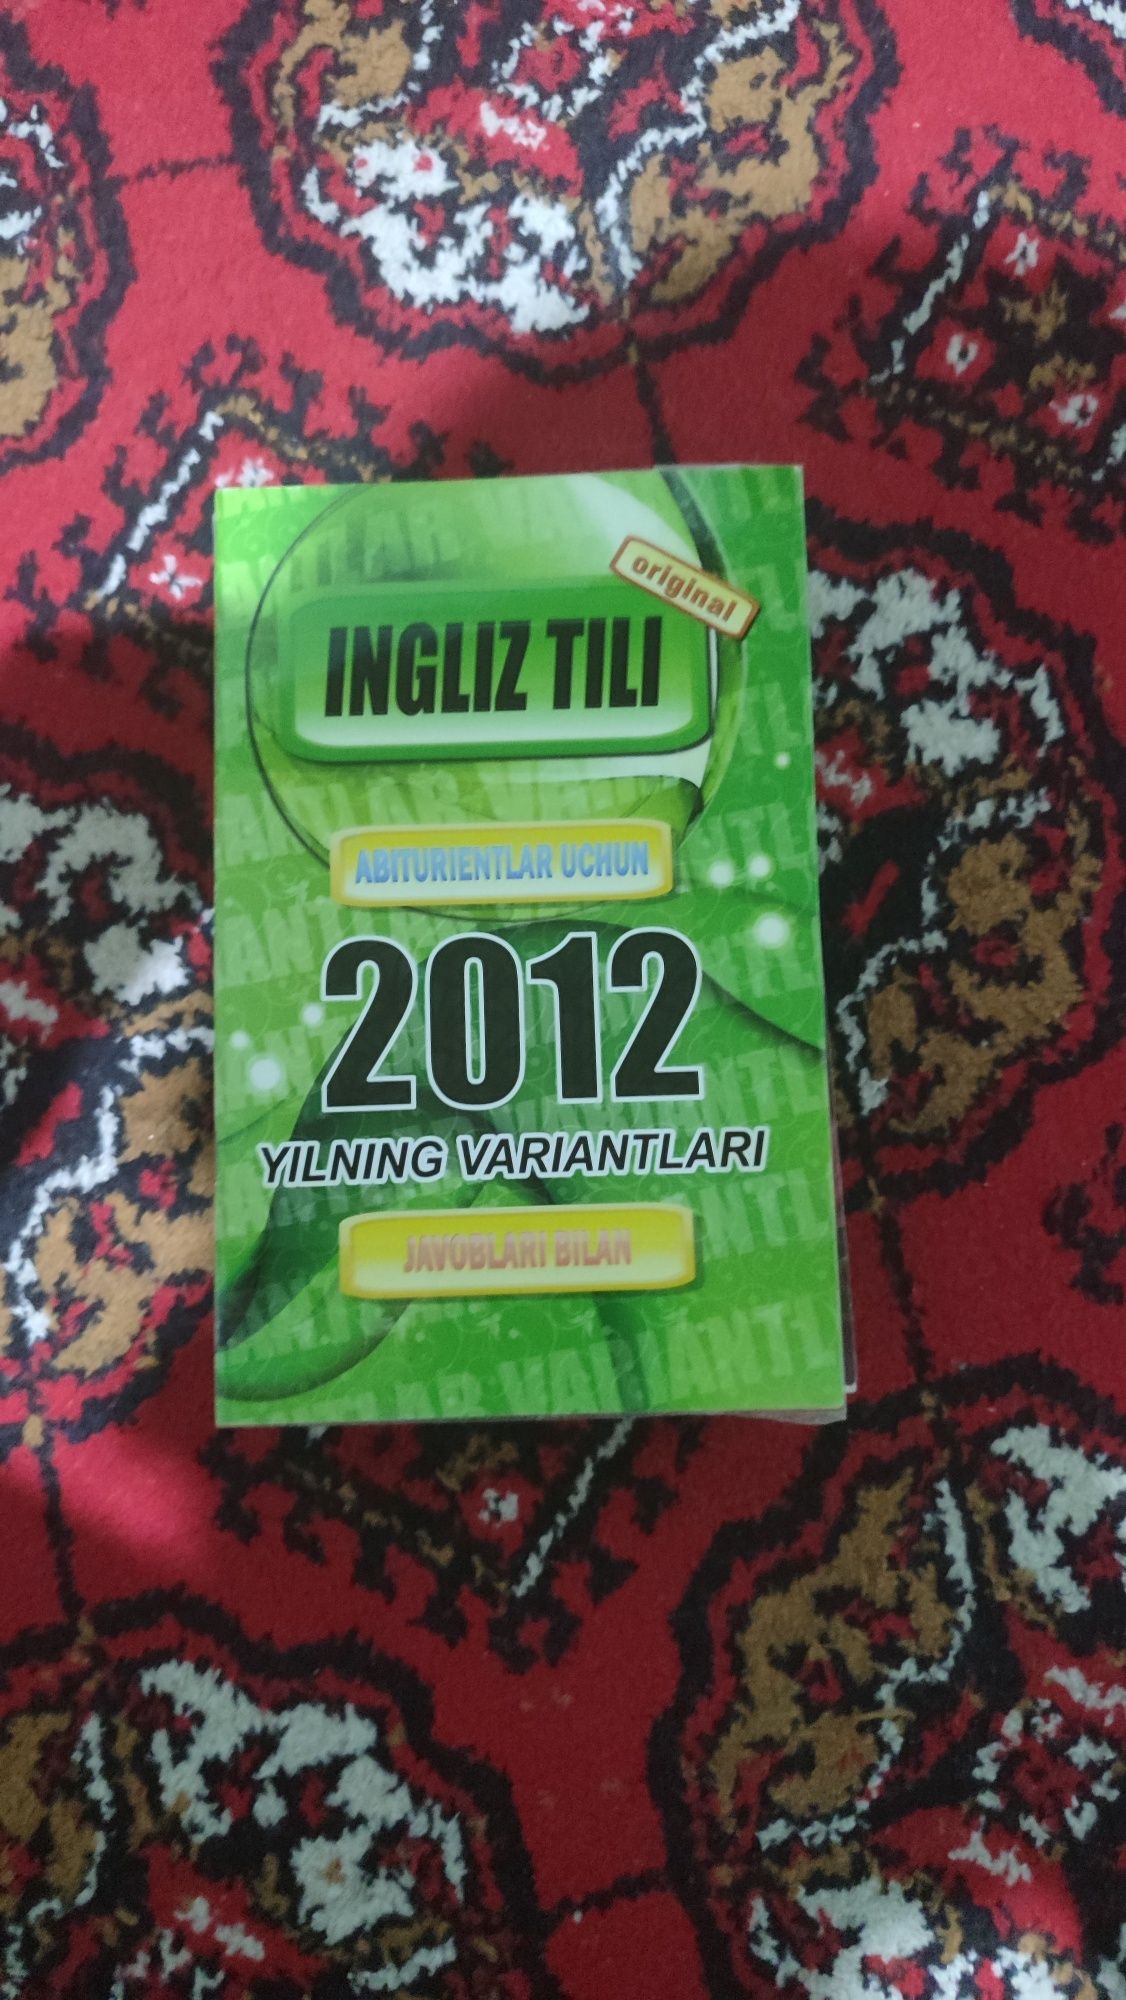 original
INGLIZ TILI
ABITURIENTLAR UCHUN
2012
YILNING VARIANTLARI
JAVOBLARI BILAN